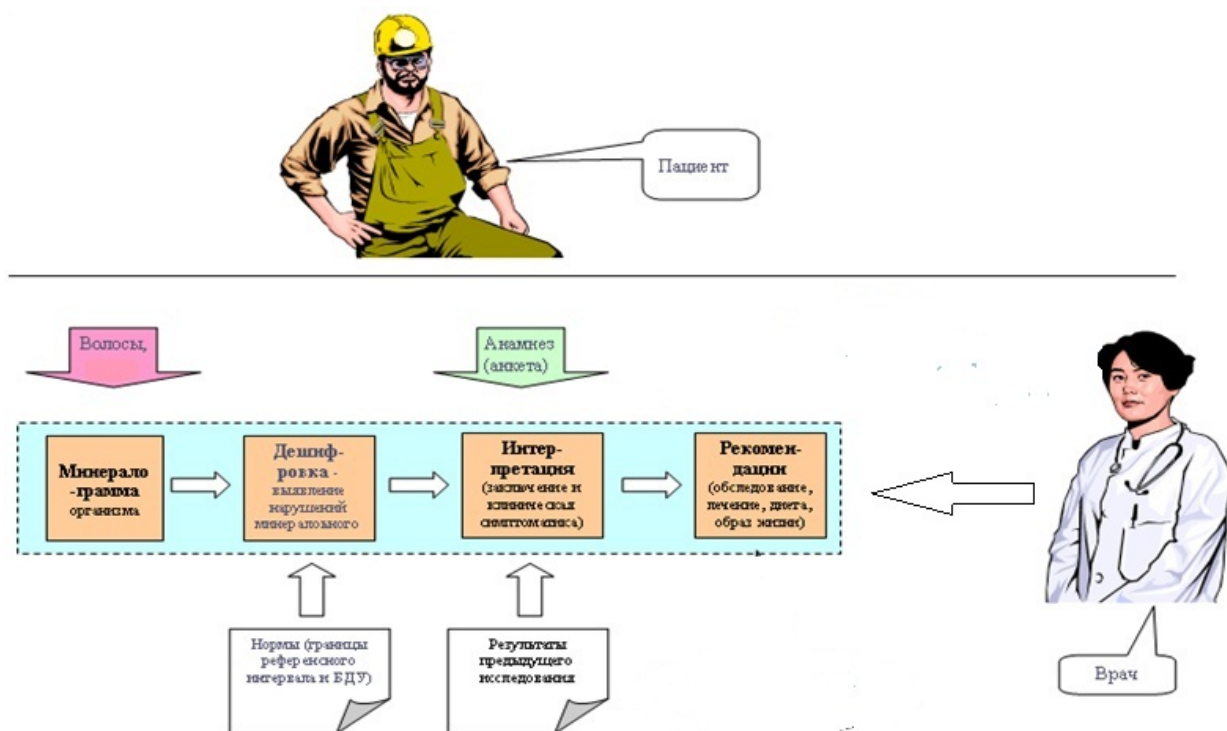 Пациент
Волосы,
Анамнез
(анкета)
Минерало
-грамма
организма
Дешиф-
ровка -
выявление
нарушений
минерального
Интер-
претация
(заключение и
клиническая
симптоматика)
Рекомен-
дации
(обследование,
лечение, диета,
образ жизни)
Нормы (границы
референсного
интервала и БДУ)
Результаты
предыдущего
исследования
Врач